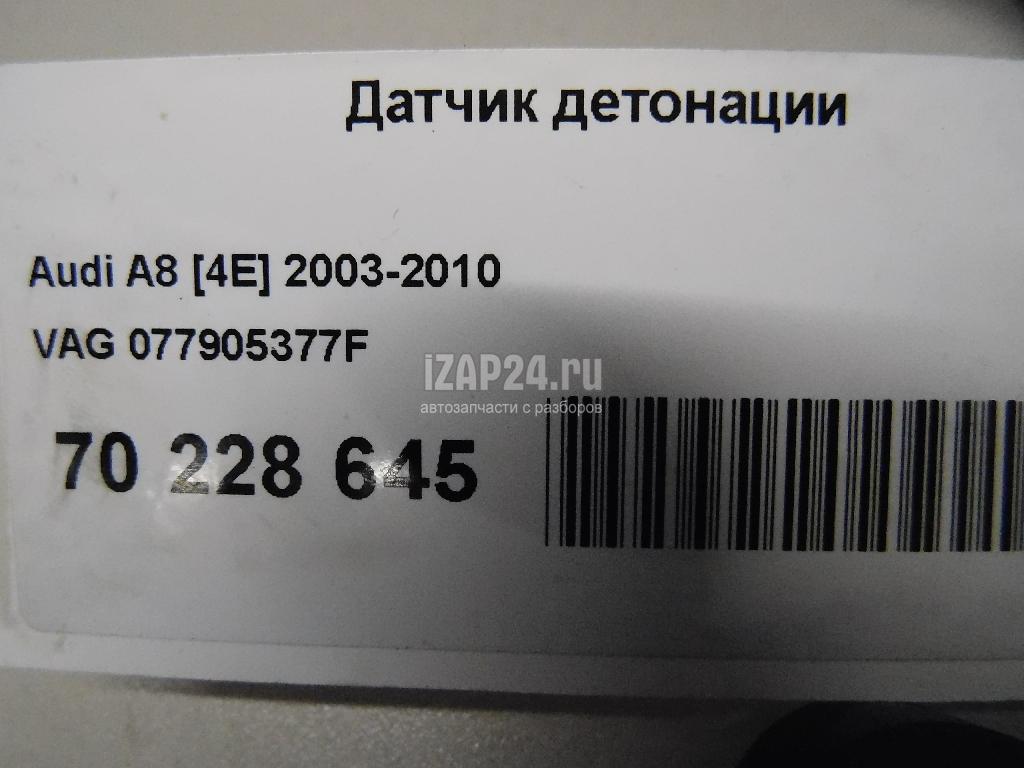 Датчик детонации
Audi A8 [4E] 2003-2010
VAG 077905377F
iZAP24.ru
автозапчасти с разборов
70 228 645